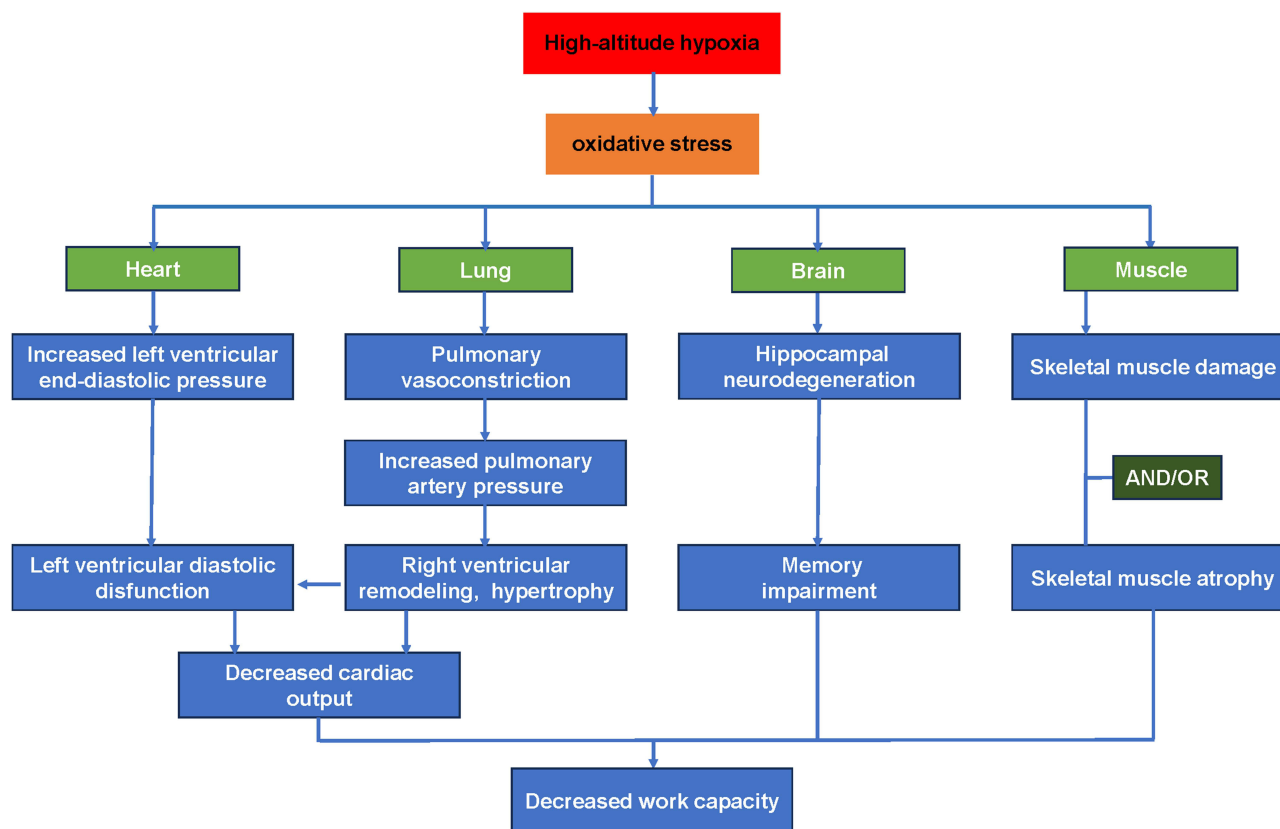 High-altitude hypoxia
oxidative stress
Heart
Lung
Brain
Muscle
Increased left ventricular
end-diastolic pressure
Pulmonary
vasoconstriction
Hippocampal
neurodegeneration
Skeletal muscle damage
Increased pulmonary
artery pressure
AND/OR
Left ventricular diastolic
disfunction
Right ventricular
remodeling, hypertrophy
Memory
impairment
Skeletal muscle atrophy
Decreased cardiac
output
Decreased work capacity